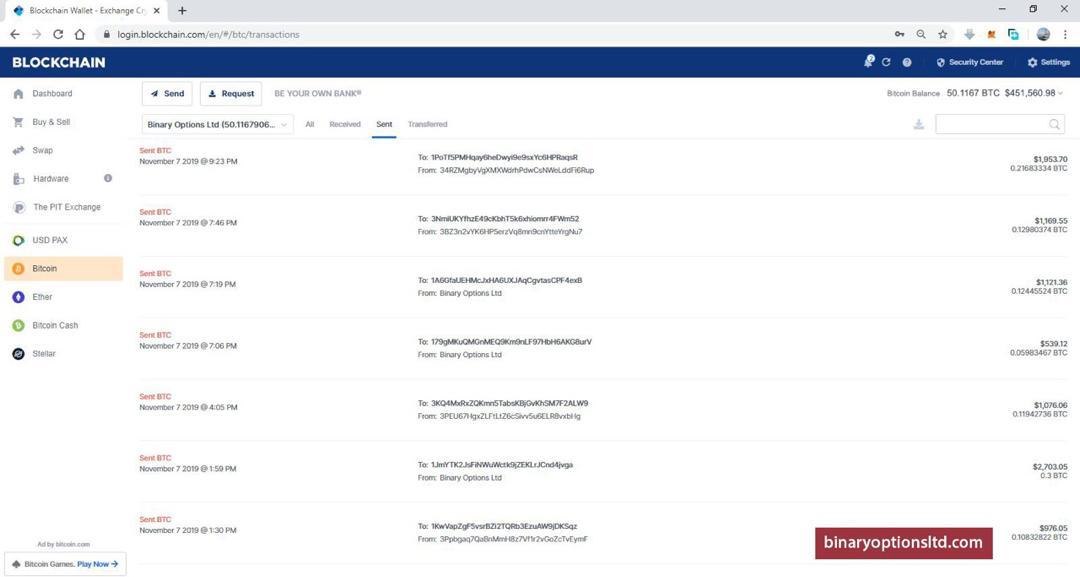 Blockchain Wallet - Exchange Cr
login.blockchain.com/en/#/btc/transactions
BLOCKCHAIN
2
Security Center
Settings
Dashboard
Buy & Sell
Swap
Hardware
The PIT Exchange
USD PAX
Bitcoin
Ether
Bitcoin Cash
Stellar
Ad by bitcoin.com
Bitcoin Games. Play Now →
Send
Request
BE YOUR OWN BANK®
Bitcoin Balance 50.1167 BTC $451,560.98
Binary Options Ltd (50.1167906...
All
Received
Sent
Transferred
Sent BTC
November 7 2019 @ 9:23 PM
To: 1PoTf5PMHqay6heDwyi9e9sxYc6HPRaqsR
From: 34RZMgbyVgXMXWdrhPdwCsNWeLddFi6Rup
$1,953.70
0.21683334 BTC
Sent BTC
November 7 2019 @ 7:46 PM
To: 3NmiUKYfhzE49cKbhT5k6xhiomrr4FWm52
From: 3BZ3n2vYK6HPSerzVq8mn9cnYtteYrgNu7
$1,169.55
0.12980374 BTC
Sent BTC
November 7 2019 @ 7:19 PM
To: 1A6GfaUEHMcJxHA6UXJAqCgvtasCPF4exB
From: Binary Options Ltd
$1,121.36
0.12445524 BTC
Sent BTC
November 7 2019 @ 7:06 PM
To: 179gMKuQMGnMEQ9Km9nLF97HbH6AKG8urV
From: Binary Options Ltd
$539.12
0.05983467 BTC
Sent BTC
November 7 2019 @ 4:05 PM
To: 3KQ4MxRxZQKmn5TabsKBjGvKhSM7F2ALW9
From: 3PEU67HgxZLFtLtZ6cSivv5u6ELR8vxbHg
$1,076.06
0.11942736 BTC
Sent BTC
November 7 2019 @ 1:59 PM
To: 1JmYTK2JsFiNWuWctk9jZEKLrJCnd4jvga
From: Binary Options Ltd
$2,703.05
0.3 BTC
Sent BTC
November 7 2019 @ 1:30 PM
To: 1KwVapZgF5vsrBZi2TQRb3EzuAW9jDKSqz
From: 3Ppbgaq7QaBnMmH8z7Vf1r2vGoZcTvEymF
$976.05
0.10832822 BTC
binaryoptionsltd.com